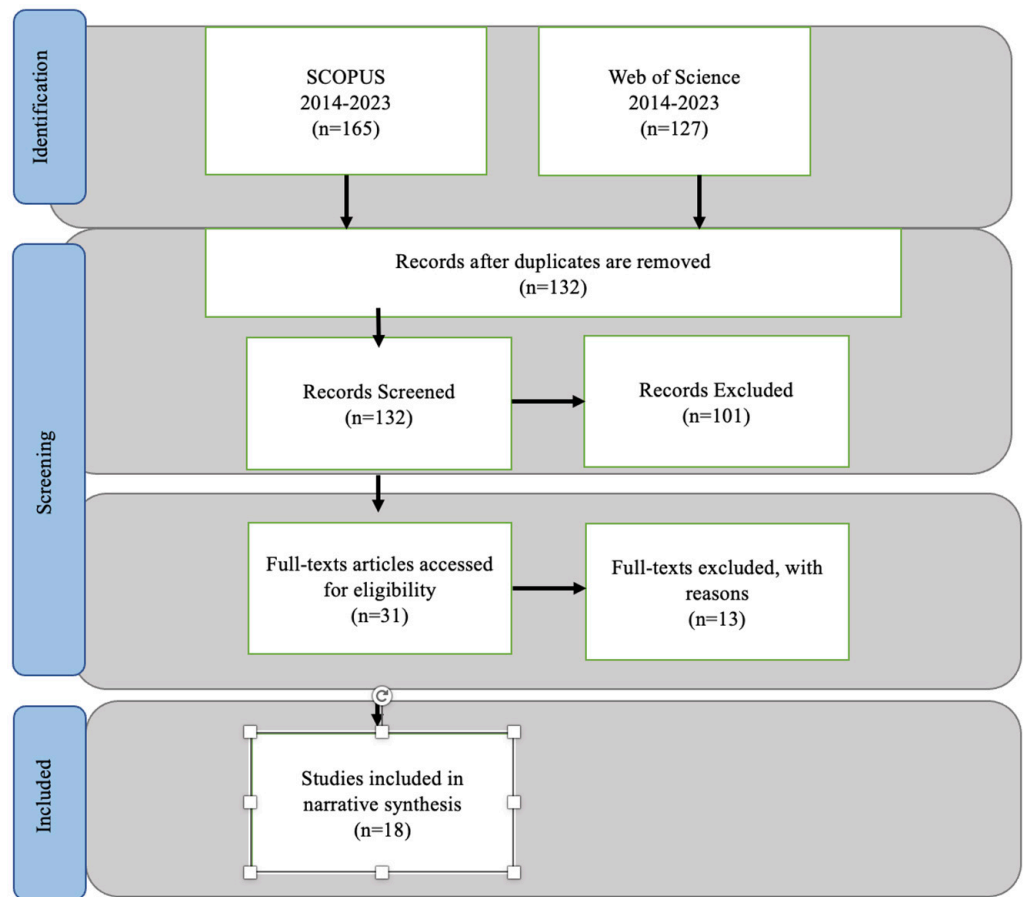 Identification
SCOPUS
2014-2023
(n=165)
Web of Science
2014-2023
(n=127)
Screening
Records after duplicates are removed
(n=132)
Records Screened
(n=132)
Records Excluded
(n=101)
Full-texts articles accessed
for eligibility
(n=31)
Full-texts excluded, with
reasons
(n=13)
Included
Studies included in
narrative synthesis
(n=18)